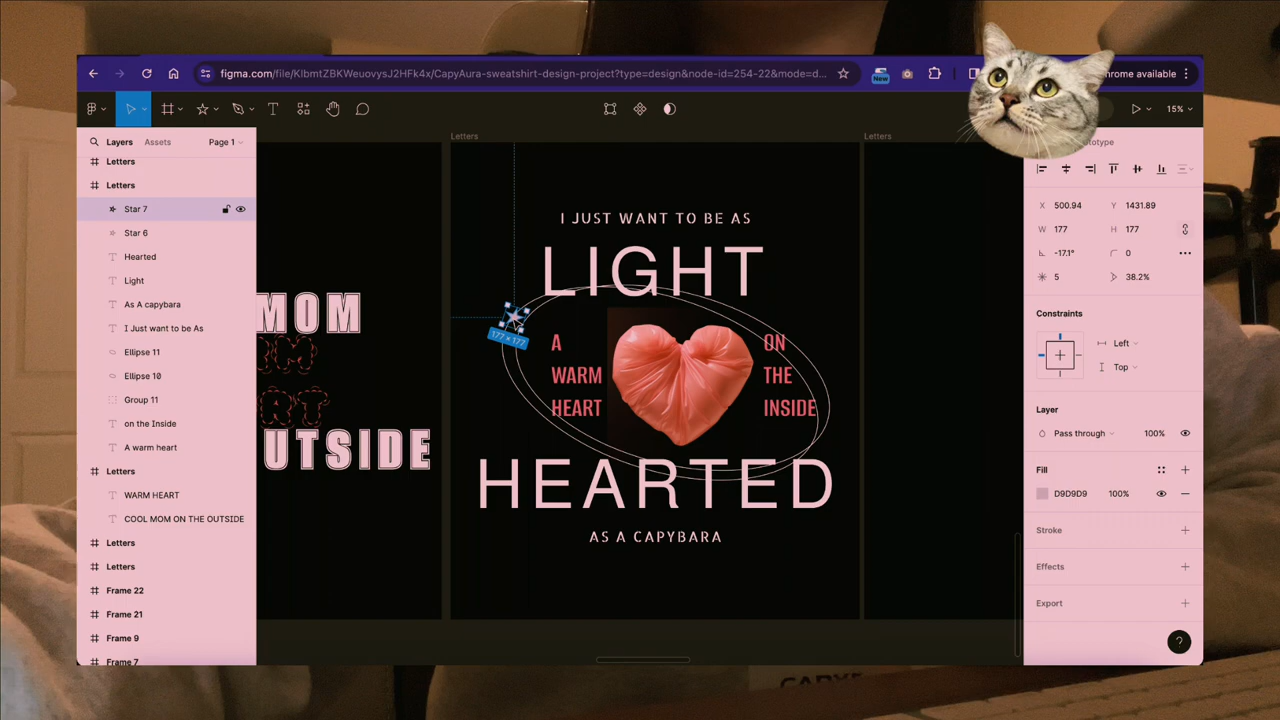 figma.com/file/KlbmtZBKWeuovysJ2HFk4x/CapyAura-sweatshirt-design-project?type=design&node-id=254-22&mode=d...
New
hrome available
15%
Layers
Assets
Page 1
Letters
Letters
Star 7
Star 6
Hearted
Light
As A capybara
I Just want to be As
Ellipse 11
Ellipse 10
Group 11
on the Inside
A warm heart
Letters
WARM HEART
COOL MOM ON THE OUTSIDE
Letters
Letters
Frame 22
Frame 21
Frame 9
Frame 7
MOM
UTSIDE
Letters
I JUST WANT TO BE AS
LIGHT
177 × 177
A
WARM
HEART
ON
THE
INSIDE
HEARTED
AS A CAPYBARA
Letters
ototype
X 500.94
Y 1431.89
W 177
H 177
-17.1°
0
5
38.2%
Constraints
Left
Top
Layer
Pass through
100%
Fill
D9D9D9
100%
Stroke
Effects
Export
?